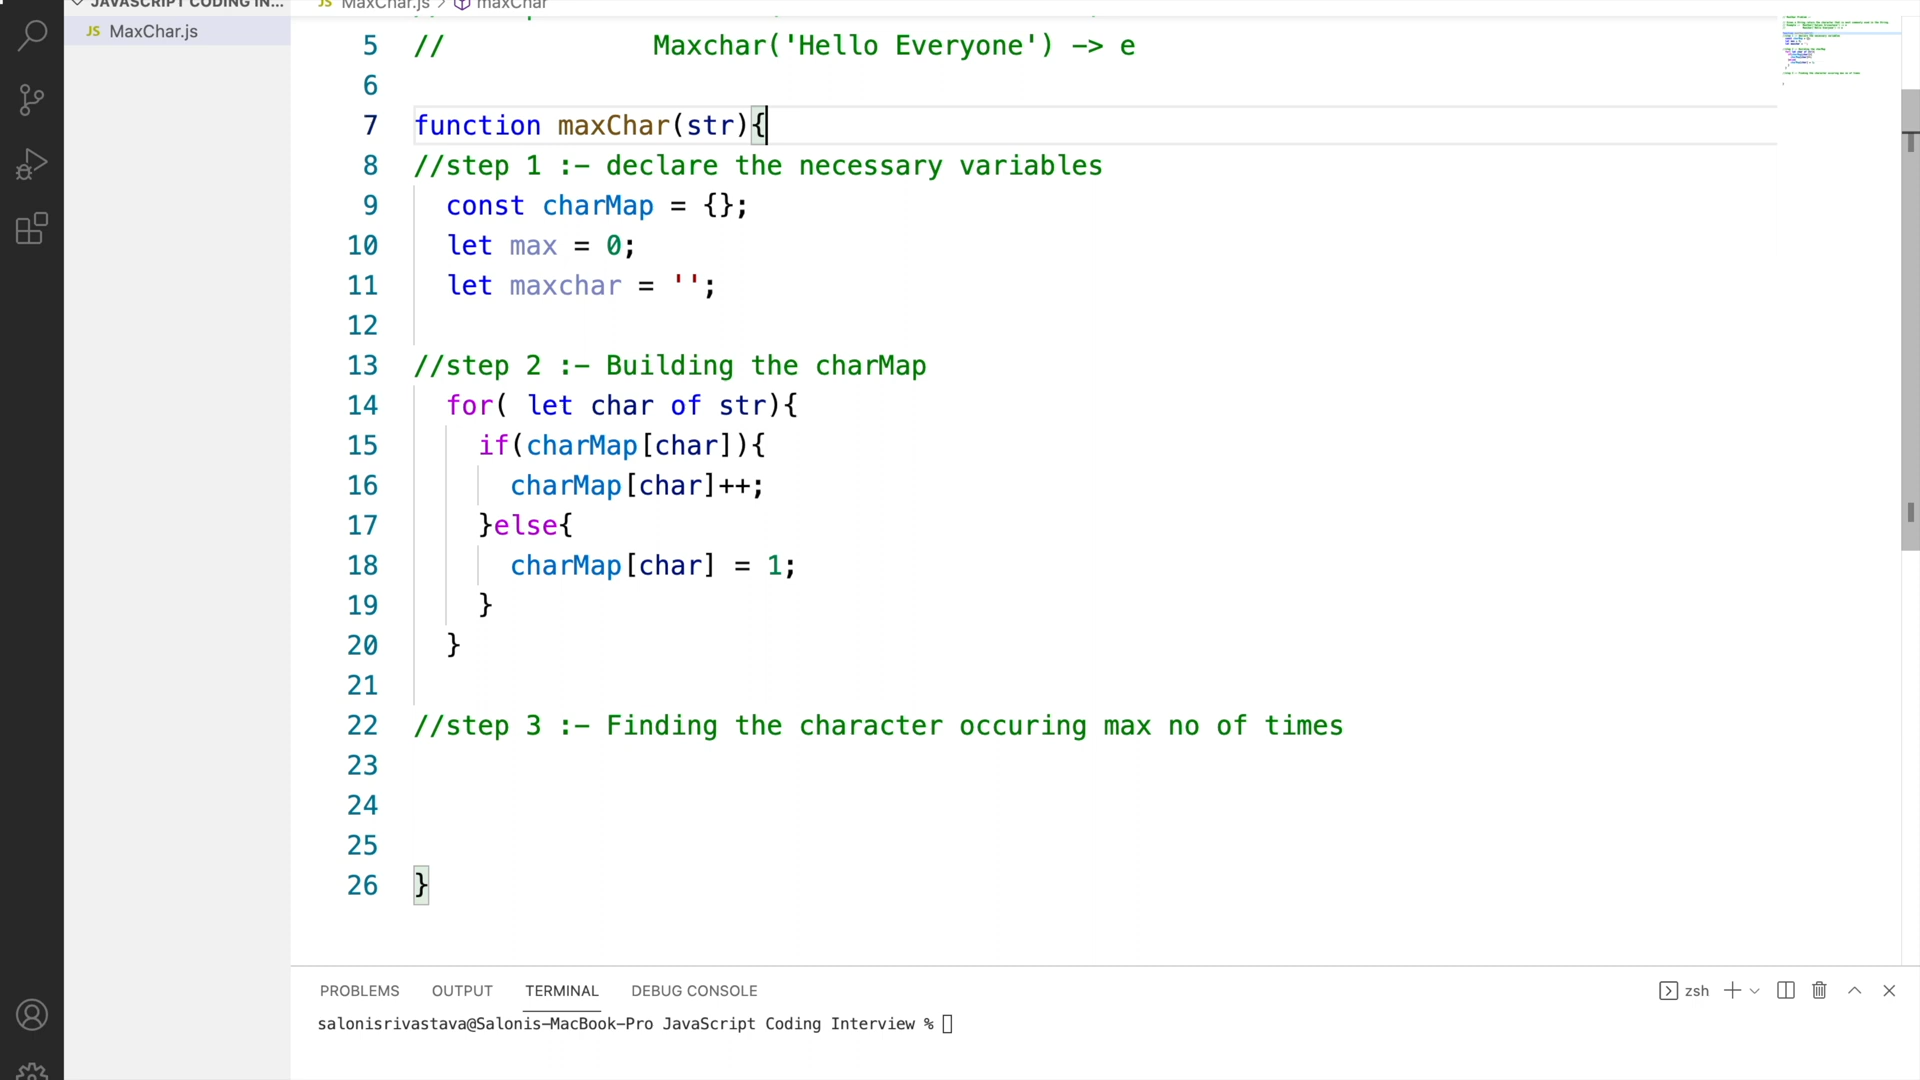 JAVASCRIPT CODING IN...
JS MaxChar.js
JS MaxChar.js > maxChar
5 // Maxchar('Hello Everyone') -> e
6
7 function maxChar(str){
8 //step 1 :- declare the necessary variables
9 const charMap = {};
10 let max = 0;
11 let maxchar = '';
12
13 //step 2 :- Building the charMap
14 for( let char of str){
15 if(charMap[char]){
16 charMap[char]++;
17 }else{
18 charMap[char] = 1;
19 }
20 }
21
22 //step 3 :- Finding the character occuring max no of times
23
24
25
26 }
PROBLEMS OUTPUT TERMINAL DEBUG CONSOLE zsh
salonisrivastava@Salonis-MacBook-Pro JavaScript Coding Interview %